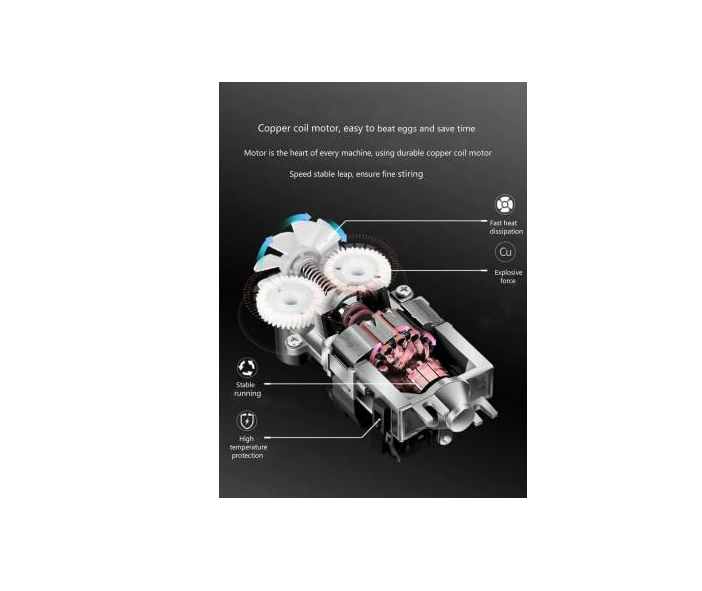 Copper coil motor, easy to beat eggs and save time
Motor is the heart of every machine, using durable copper coil motor
Speed stable leap, ensure fine stiring
Fast heat
dissipation
Cu
Explosive
force
Stable
running
High
temperature
protection